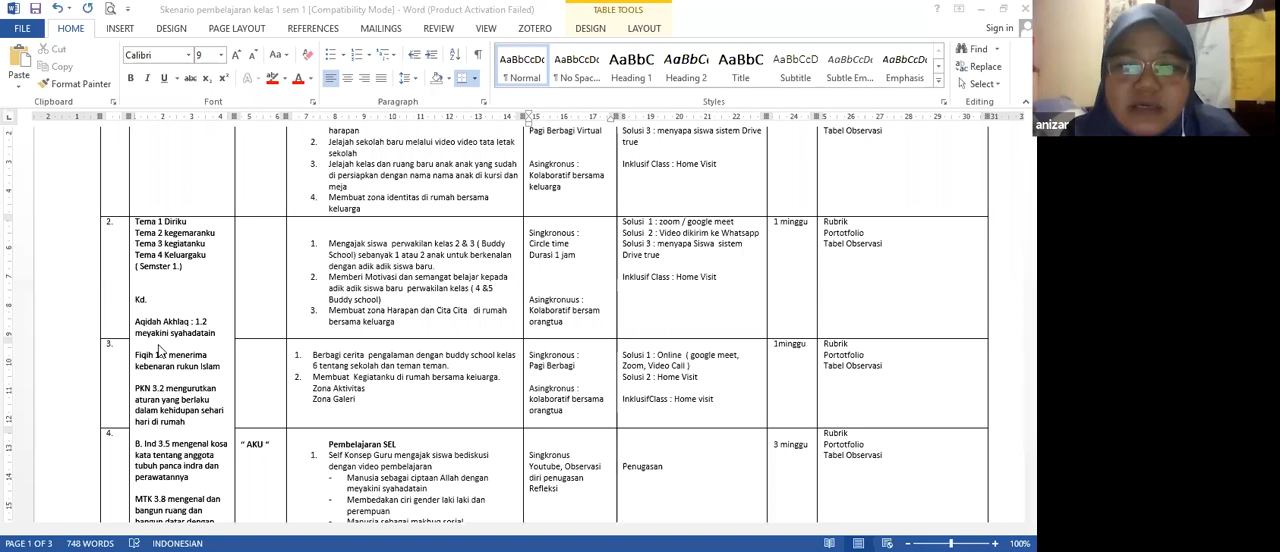 Skenario pembelajaran kelas 1 sem 1 [Compatibility Mode] - Word (Product Activation Failed)
TABLE TOOLS
FILE HOME INSERT DESIGN PAGE LAYOUT REFERENCES MAILINGS REVIEW VIEW ZOTERO DESIGN LAYOUT Sign in
Paste
Cut
Copy
Format Painter
Clipboard
Calibri 9
Font
Paragraph
AaBbCcDc AaBbCcDc AaBbC AaBbCc AaBbC AaBbCcD AaBbCcDc AaBbCcDc
¶ Normal ¶ No Spac... Heading 1 Heading 2 Title Subtitle Subtle Em... Emphasis
Styles
Find
Replace
Select
Editing
anizar
harapan
2. Jelajah sekolah baru melalui video video tata letak
sekolah
3. Jelajah kelas dan ruang baru anak anak yang sudah
di persiapkan dengan nama nama anak di kursi dan
meja
4. Membuat zona identitas di rumah bersama
keluarga
Pagi Berbagi Virtual
Asingkronus :
Kolaboratif bersama
keluarga
Solusi 3 : menyapa siswa sistem Drive
true
Inklusif Class : Home Visit
Portofolio
Tabel Observasi
2.
Tema 1 Diriku
Tema 2 kegemaranku
Tema 3 kegiatanku
Tema 4 Keluargaku
( Semster 1.)
Kd.
Aqidah Akhlaq : 1.2
meyakini syahadatain
1. Mengajak siswa perwakilan kelas 2 & 3 ( Buddy
School) sebanyak 1 atau 2 anak untuk berkenalan
dengan adik adik siswa baru.
2. Memberi Motivasi dan semangat belajar kepada
adik adik siswa baru perwakilan kelas ( 4 &5
Buddy school)
3. Membuat zona Harapan dan Cita Cita di rumah
bersama keluarga
Singkronous :
Circle time
Durasi 1 jam
Asingkronuus :
Kolaboratif bersam
orangtua
Solusi 1 : zoom / google meet
Solusi 2 : Video dikirim ke Whatsapp
Solusi 3 : menyapa Siswa sistem
Drive true
Inklusif Class : Home Visit
1 minggu
Rubrik
Portofolio
Tabel Observasi
3.
Fiqih menerima
kebenaran rukun Islam
PKN 3.2 mengurutkan
aturan yang berlaku
dalam kehidupan sehari
hari di rumah
1. Berbagi cerita pengalaman dengan buddy school kelas
6 tentang sekolah dan teman teman.
2. Membuat Kegiatanku di rumah bersama keluarga.
Zona Aktivitas
Zona Galeri
Singkronus :
Pagi Berbagi
Asingkronus :
kolaboratif bersama
orangtua
Solusi 1 : Online ( google meet,
Zoom, Video Call )
Solusi 2 : Home Visit
InklusifClass : Home visit
1minggu
Rubrik
Portofolio
Tabel Observasi
4.
B. Ind 3.5 mengenal kosa
kata tentang anggota
tubuh panca indra dan
perawatannya
MTK 3.8 mengenal dan
bangun ruang dan
bangun datar dengan
“ AKU “
Pembelajaran SEL
1. Self Konsep Guru mengajak siswa bediskusi
dengan video pembelajaran
- Manusia sebagai ciptaan Allah dengan
meyakini syahadatain
- Membedakan ciri gender laki laki dan
perempuan
- Manusia sebagai makhug sosial
Singkronus
Youtube, Observasi
diri penugasan
Refleksi
Penugasan
3 minggu
Rubrik
Portotfolio
Tabel Observasi
PAGE 1 OF 3 748 WORDS INDONESIAN 100%